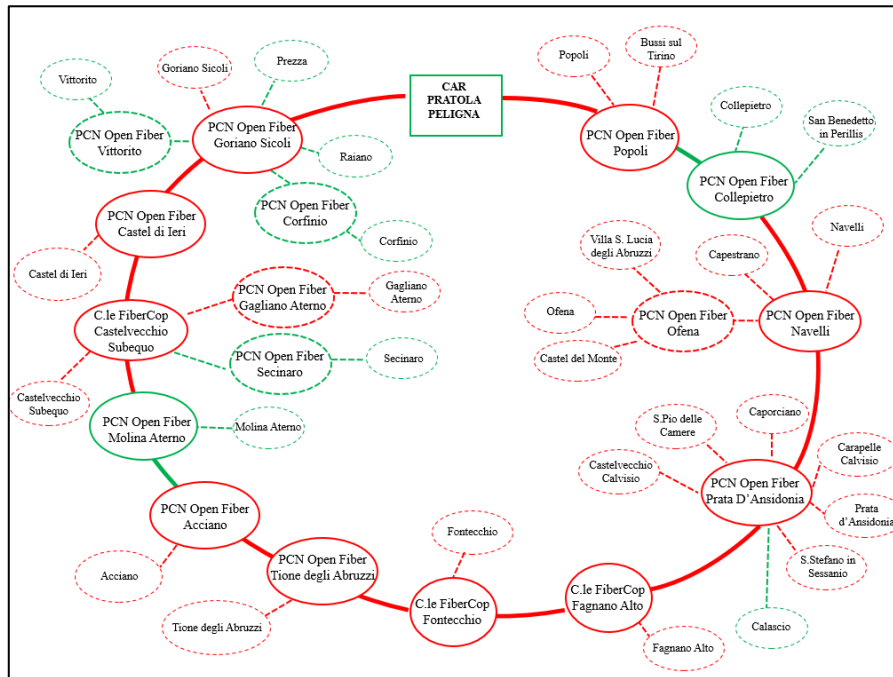 CAR
PRATOLA
PELIGNA
Popoli
Bussi sul
Tirino
PCN Open Fiber
Popoli
Collepietro
San Benedetto
in Perillis
PCN Open Fiber
Collepietro
Navelli
Capestrano
PCN Open Fiber
Navelli
Villa S. Lucia
degli Abruzzi
Ofena
PCN Open Fiber
Ofena
Castel del Monte
S.Pio delle
Camere
Caporciano
Castelvecchio
Calvisio
PCN Open Fiber
Prata D'Ansidonia
Carapelle
Calvisio
Prata
d'Ansidonia
S.Stefano in
Sessanio
Calascio
C.le FiberCop
Fagnano Alto
Fagnano Alto
Fontecchio
C.le FiberCop
Fontecchio
PCN Open Fiber
Tione degli Abruzzi
Tione degli Abruzzi
PCN Open Fiber
Acciano
Acciano
PCN Open Fiber
Molina Aterno
Molina Aterno
C.le FiberCop
Castelvecchio
Subequo
Castelvecchio
Subequo
PCN Open Fiber
Secinaro
Secinaro
PCN Open Fiber
Gagliano Aterno
Gagliano
Aterno
PCN Open Fiber
Castel di Ieri
Castel di Ieri
PCN Open Fiber
Goriano Sicoli
Goriano Sicoli
Prezza
Raiano
PCN Open Fiber
Corfinio
Corfinio
PCN Open Fiber
Vittorito
Vittorito